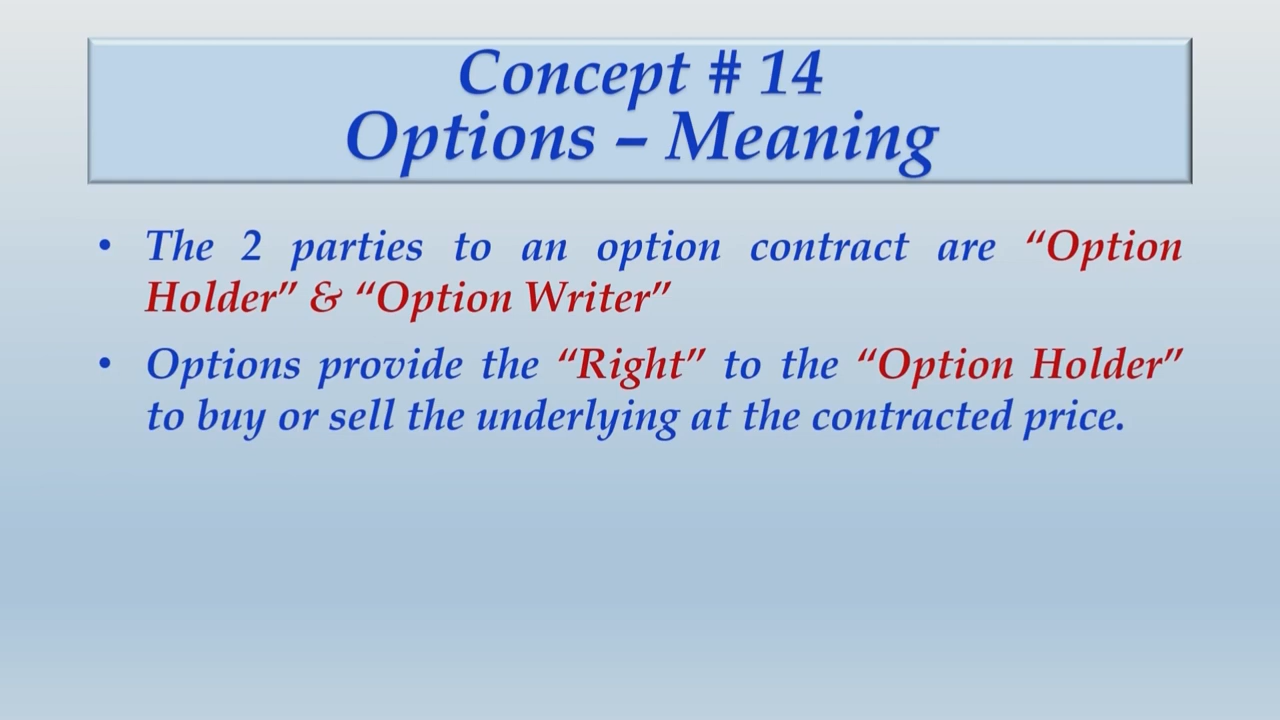 Concept # 14
Options – Meaning
• The 2 parties to an option contract are “Option
Holder” & “Option Writer”
• Options provide the “Right” to the “Option Holder”
to buy or sell the underlying at the contracted price.